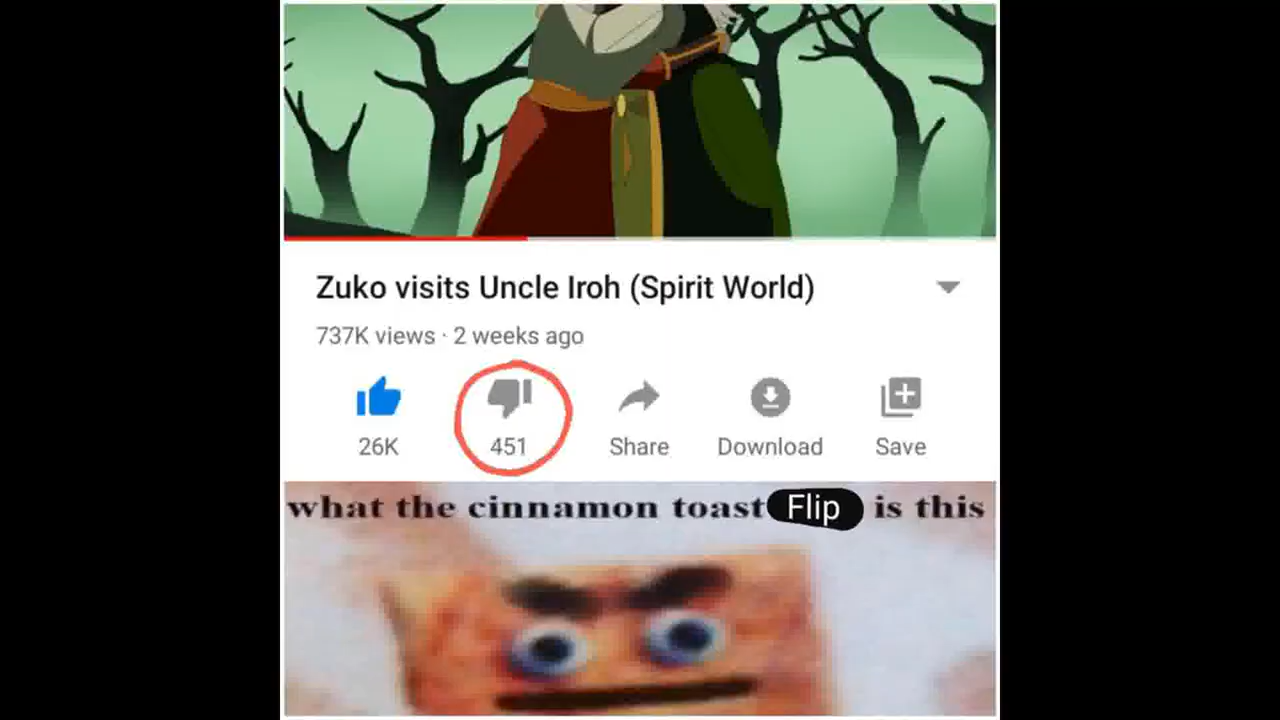 Zuko visits Uncle Iroh (Spirit World)
737K views · 2 weeks ago
26K 451 Share Download Save
what the cinnamon toast Flip is this